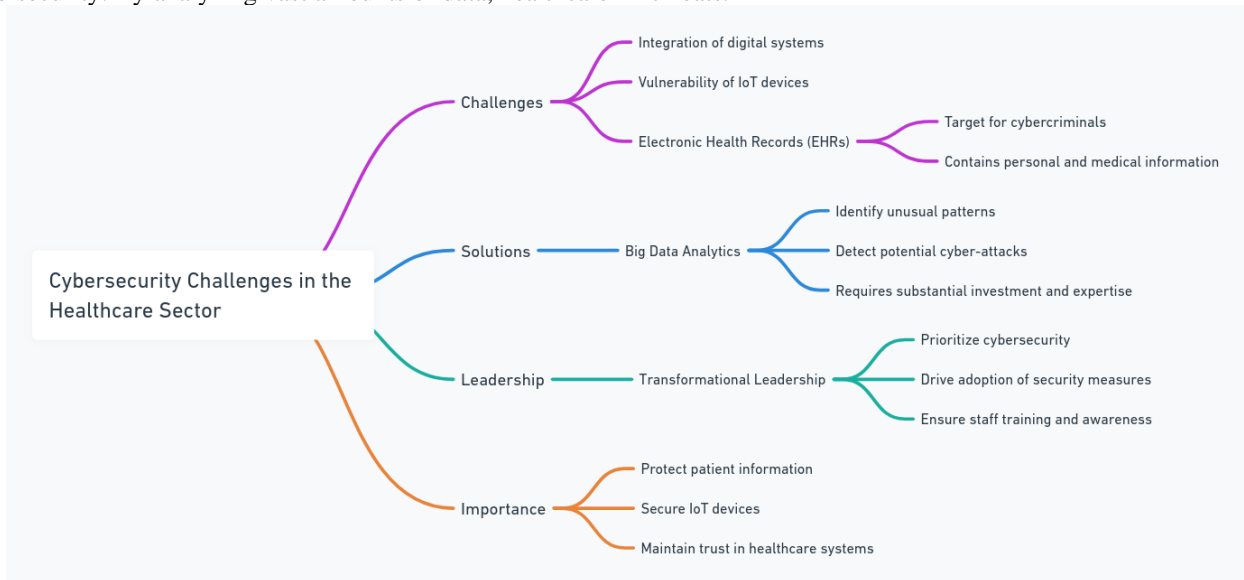 Integration of digital systems
Vulnerability of IoT devices
Challenges
Electronic Health Records (EHRs)
Target for cybercriminals
Contains personal and medical information
Cybersecurity Challenges in the
Healthcare Sector
Solutions
Big Data Analytics
Identify unusual patterns
Detect potential cyber-attacks
Requires substantial investment and expertise
Leadership
Transformational Leadership
Prioritize cybersecurity
Drive adoption of security measures
Ensure staff training and awareness
Importance
Protect patient information
Secure IoT devices
Maintain trust in healthcare systems